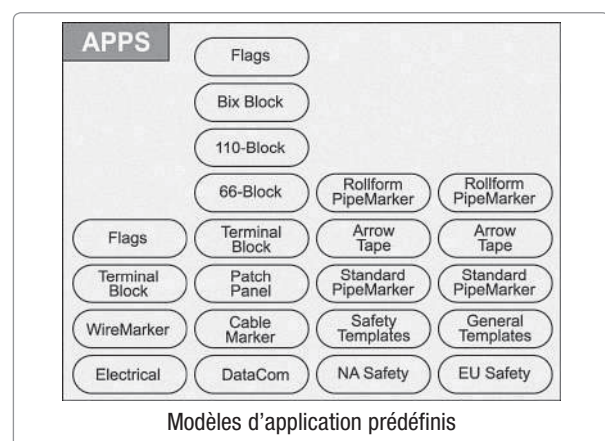 APPS
Flags
Bix Block
110-Block
66-Block
Rollform
PipeMarker
Rollform
PipeMarker
Flags
Terminal
Block
Arrow
Tape
Arrow
Tape
Terminal
Block
Patch
Panel
Standard
PipeMarker
Standard
PipeMarker
WireMarker
Cable
Marker
Safety
Templates
General
Templates
Electrical
DataCom
NA Safety
EU Safety
Modèles d'application prédéfinis